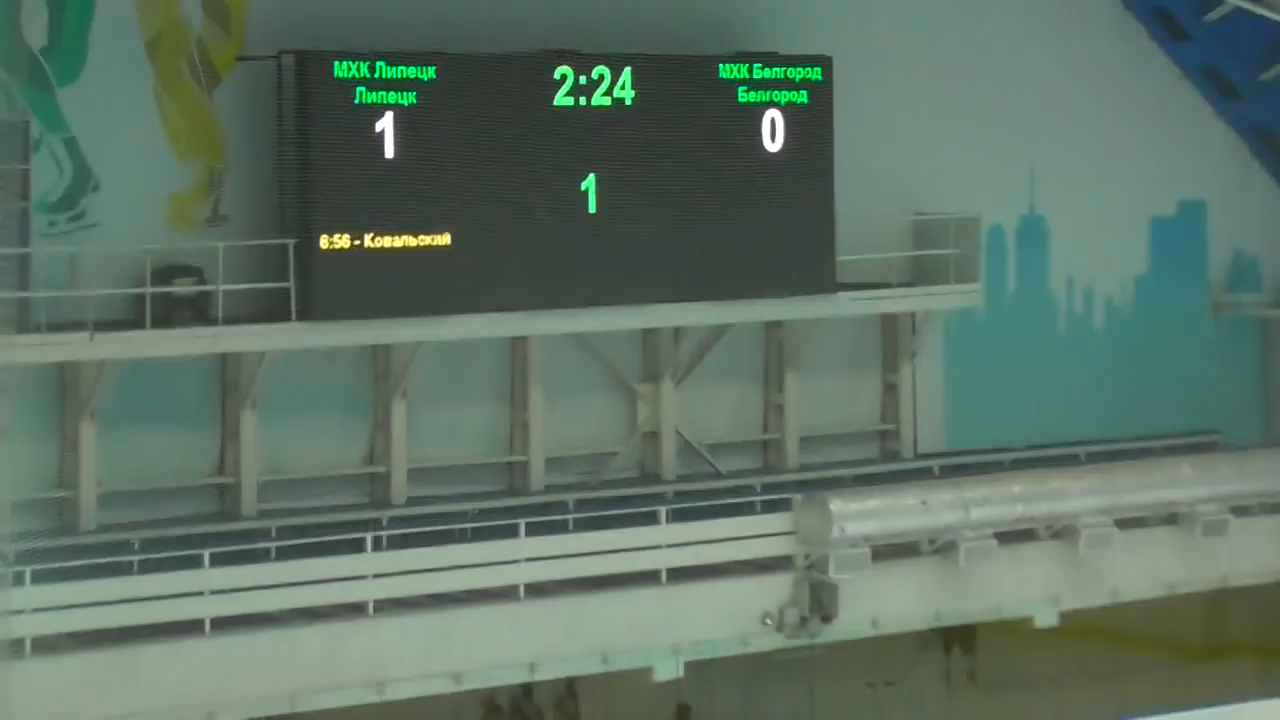 МХК Липецк
Липецк
1
2:24
1
МХК Белгород
Белгород
0
6:56 - Ковальский